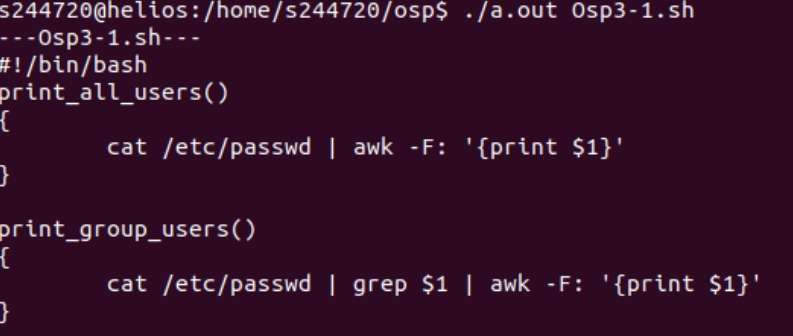 s244720@helios:/home/s244720/osp$ ./a.out Osp3-1.sh
---Osp3-1.sh---
#!/bin/bash
print_all_users()
{
        cat /etc/passwd | awk -F: '{print $1}'
}

print_group_users()
{
        cat /etc/passwd | grep $1 | awk -F: '{print $1}'
}